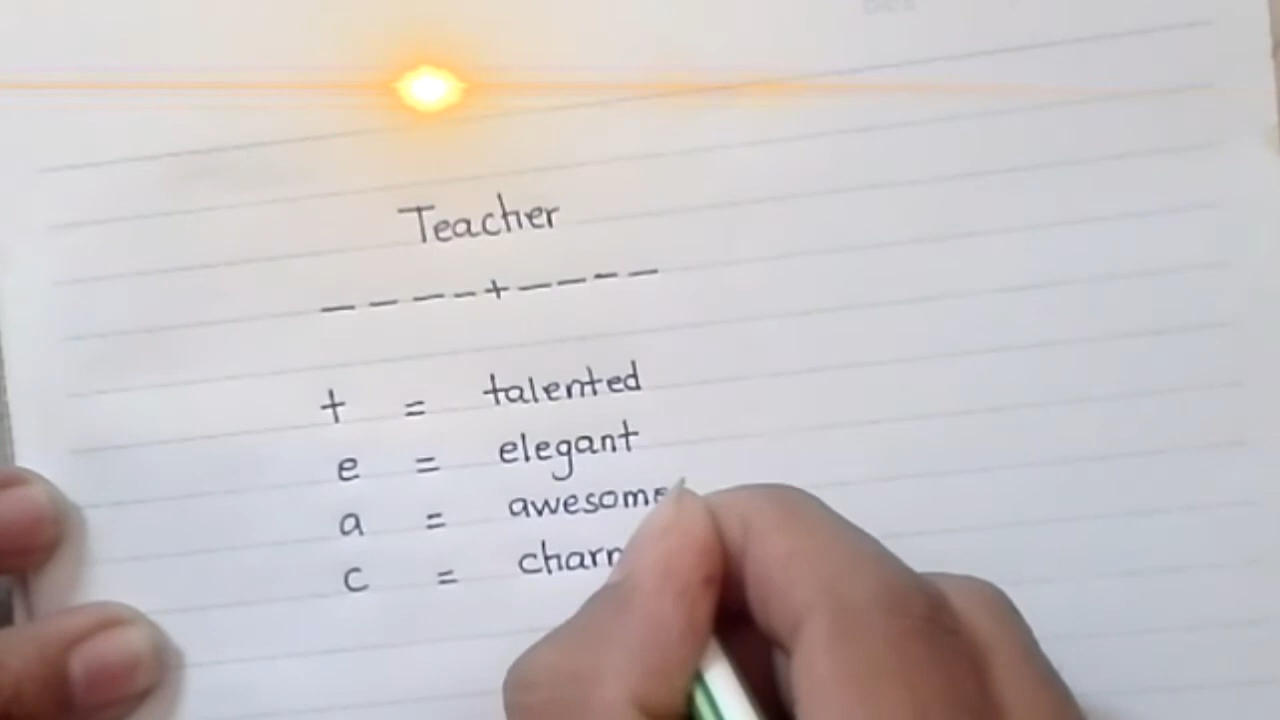 Teacher
----+----
t = talented
e = elegant
a = awesome
c =